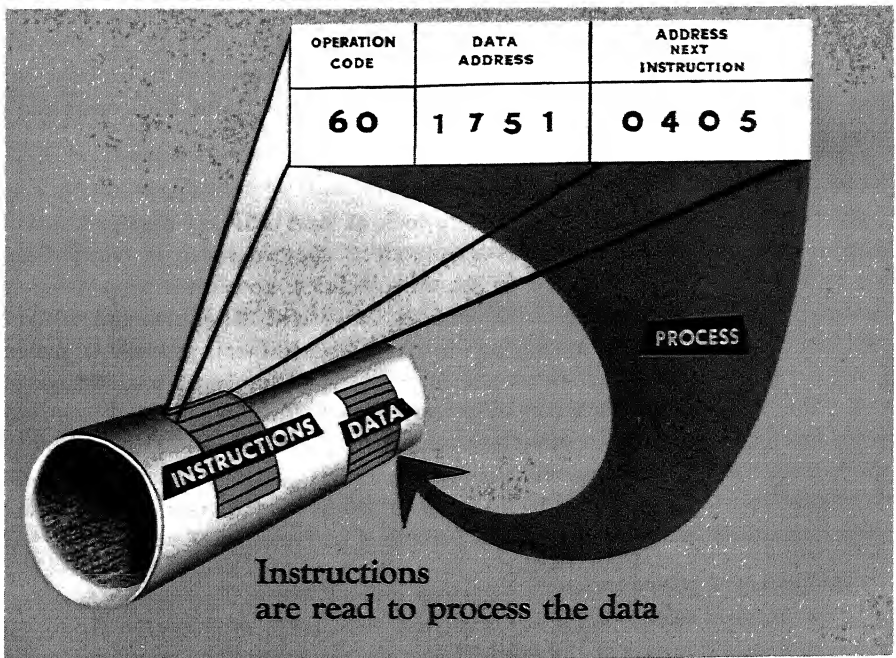 OPERATION CODE
DATA ADDRESS
ADDRESS NEXT INSTRUCTION
60
1751
0405
PROCESS
INSTRUCTIONS
DATA
Instructions
are read to process the data